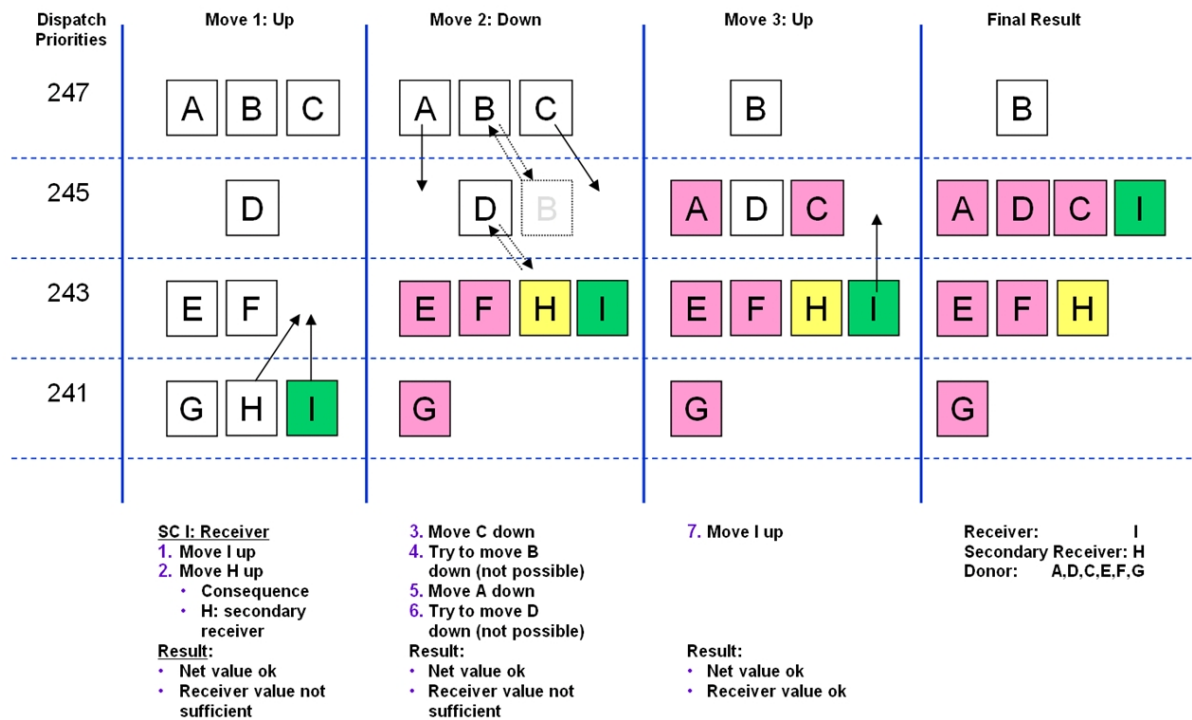 Dispatch
Priorities
Move 1: Up
Move 2: Down
Move 3: Up
Final Result
247
A B C
A B C
B
B
245
D
D B
A D C
A D C I
243
E F
E F H I
E F H I
E F H
241
G H I
G
G
G
SC I: Receiver
1. Move I up
2. Move H up
• Consequence
• H: secondary
receiver
Result:
• Net value ok
• Receiver value not
sufficient
3. Move C down
4. Try to move B
down (not possible)
5. Move A down
6. Try to move D
down (not possible)
Result:
• Net value ok
• Receiver value not
sufficient
7. Move I up
Result:
• Net value ok
• Receiver value ok
Receiver: I
Secondary Receiver: H
Donor: A,D,C,E,F,G